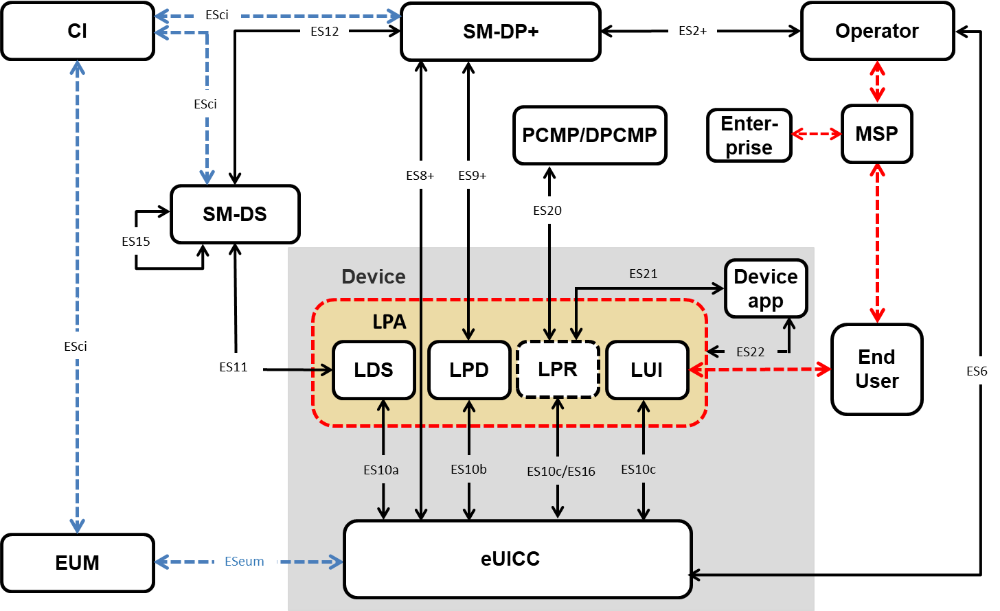 CI
ESci
SM-DP+
ES2+
Operator
ES12
ESci
PCMP/DPCMP
Enter-
prise
MSP
ES8+
ES9+
SM-DS
ES20
ES15
Device
ES21
Device
app
LPA
ESci
ES11
LDS
LPD
LPR
LUI
ES22
End
User
ES6
ES10a
ES10b
ES10c/ES16
ES10c
EUM
ESeum
eUICC